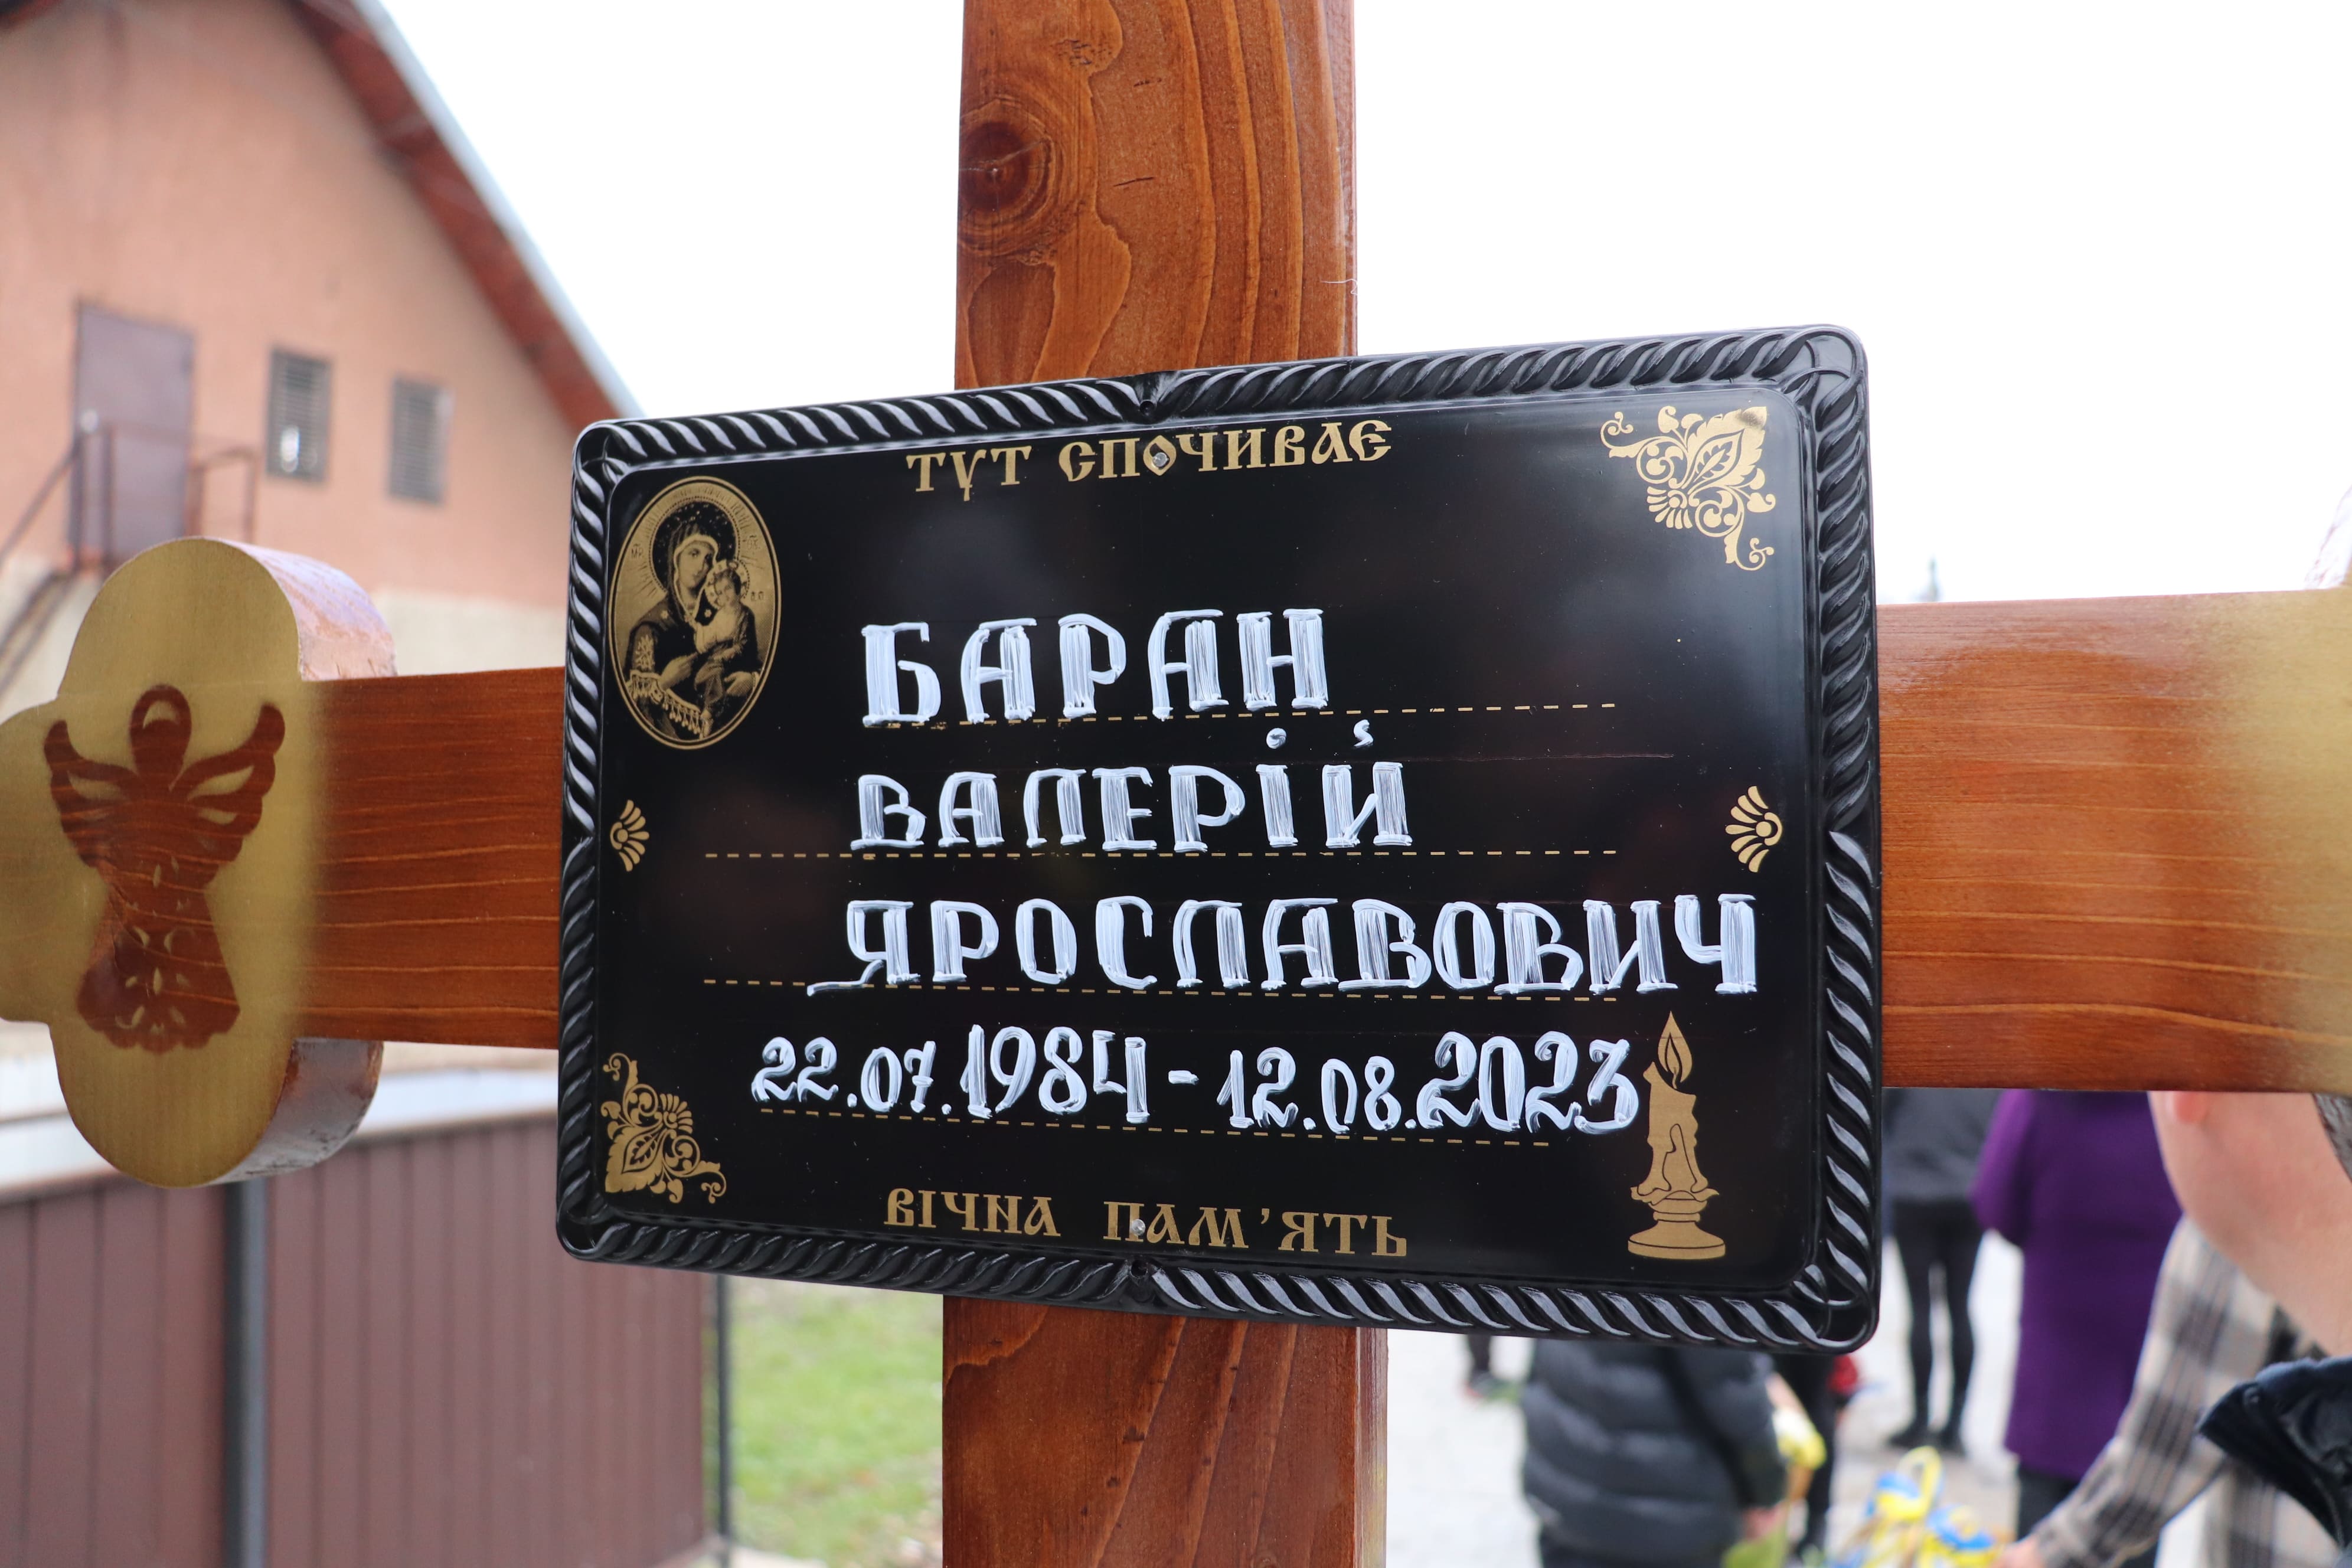 ТУТ СПОЧИВАЄ
БАРАН
ВАЛЕРІЙ
ЯРОСЛАВОВИЧ
22.07.1984-12.08.2023
ВІЧНА ПАМ'ЯТЬ